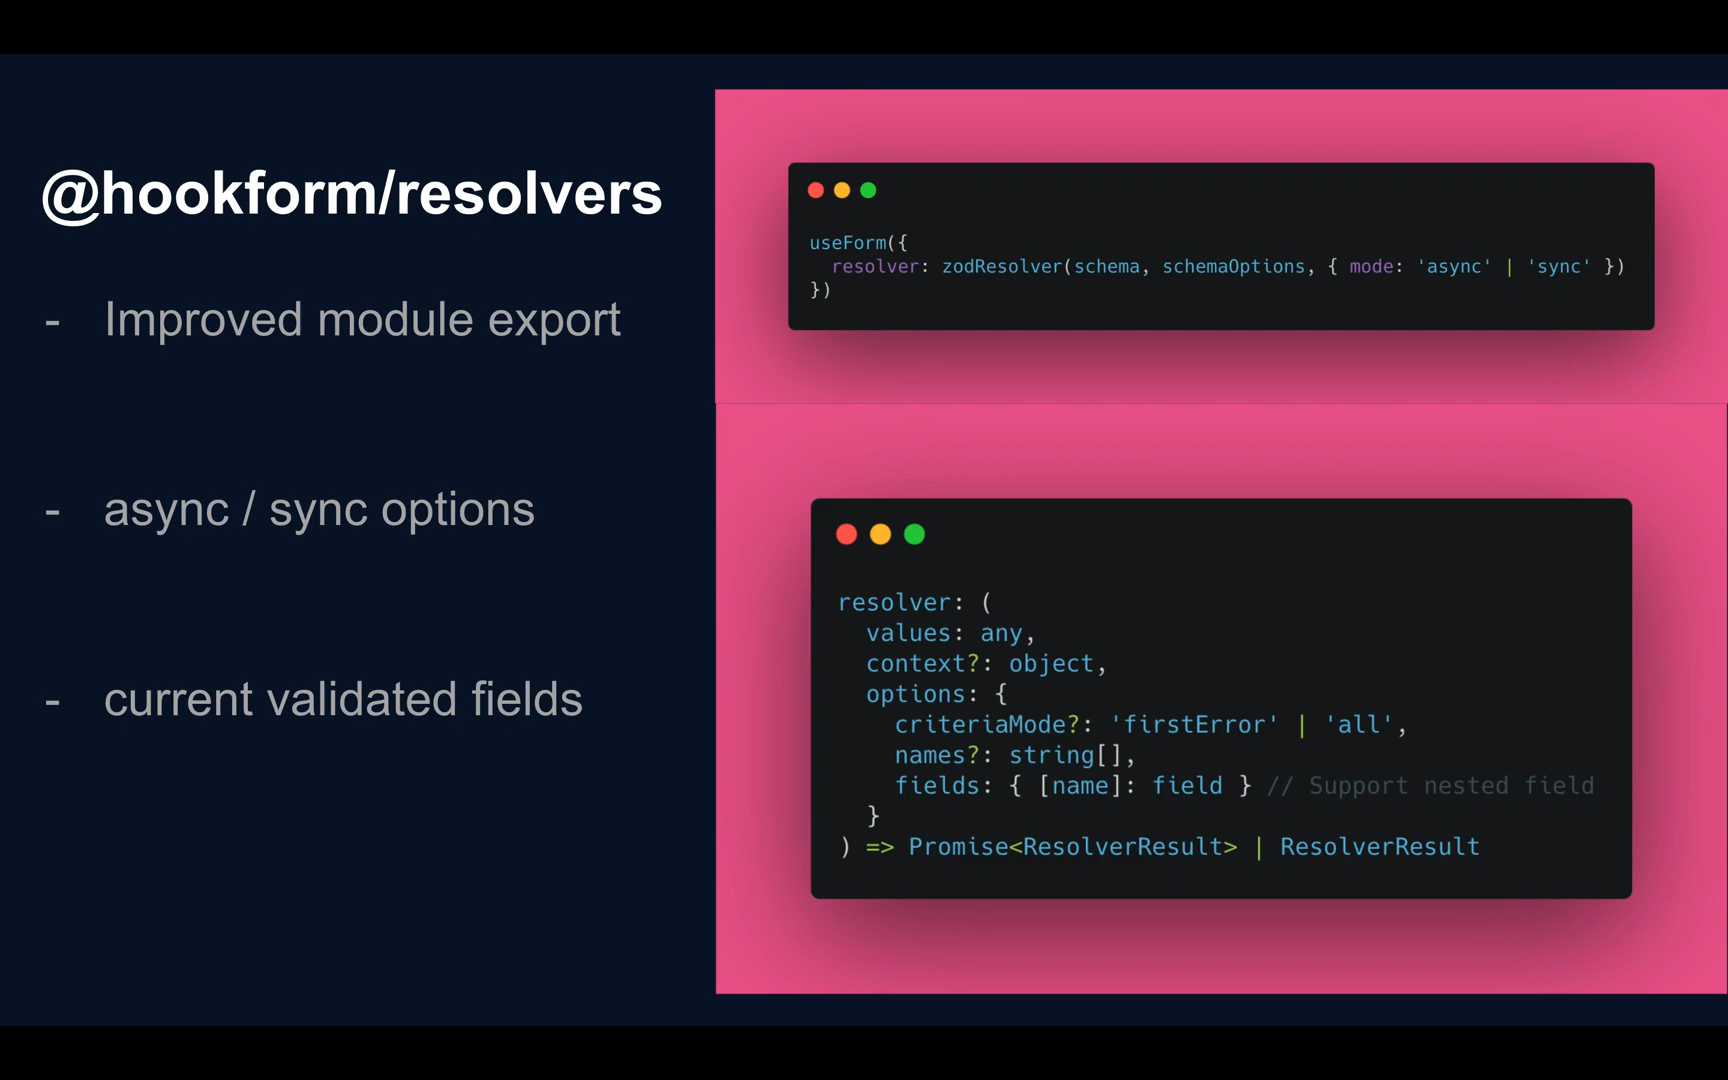 @hookform/resolvers
- Improved module export
- async / sync options
- current validated fields
useForm({
  resolver: zodResolver(schema, schemaOptions, { mode: 'async' | 'sync' })
})
resolver: (
  values: any,
  context?: object,
  options: {
    criteriaMode?: 'firstError' | 'all',
    names?: string[],
    fields: { [name]: field } // Support nested field
  }
) => Promise<ResolverResult> | ResolverResult